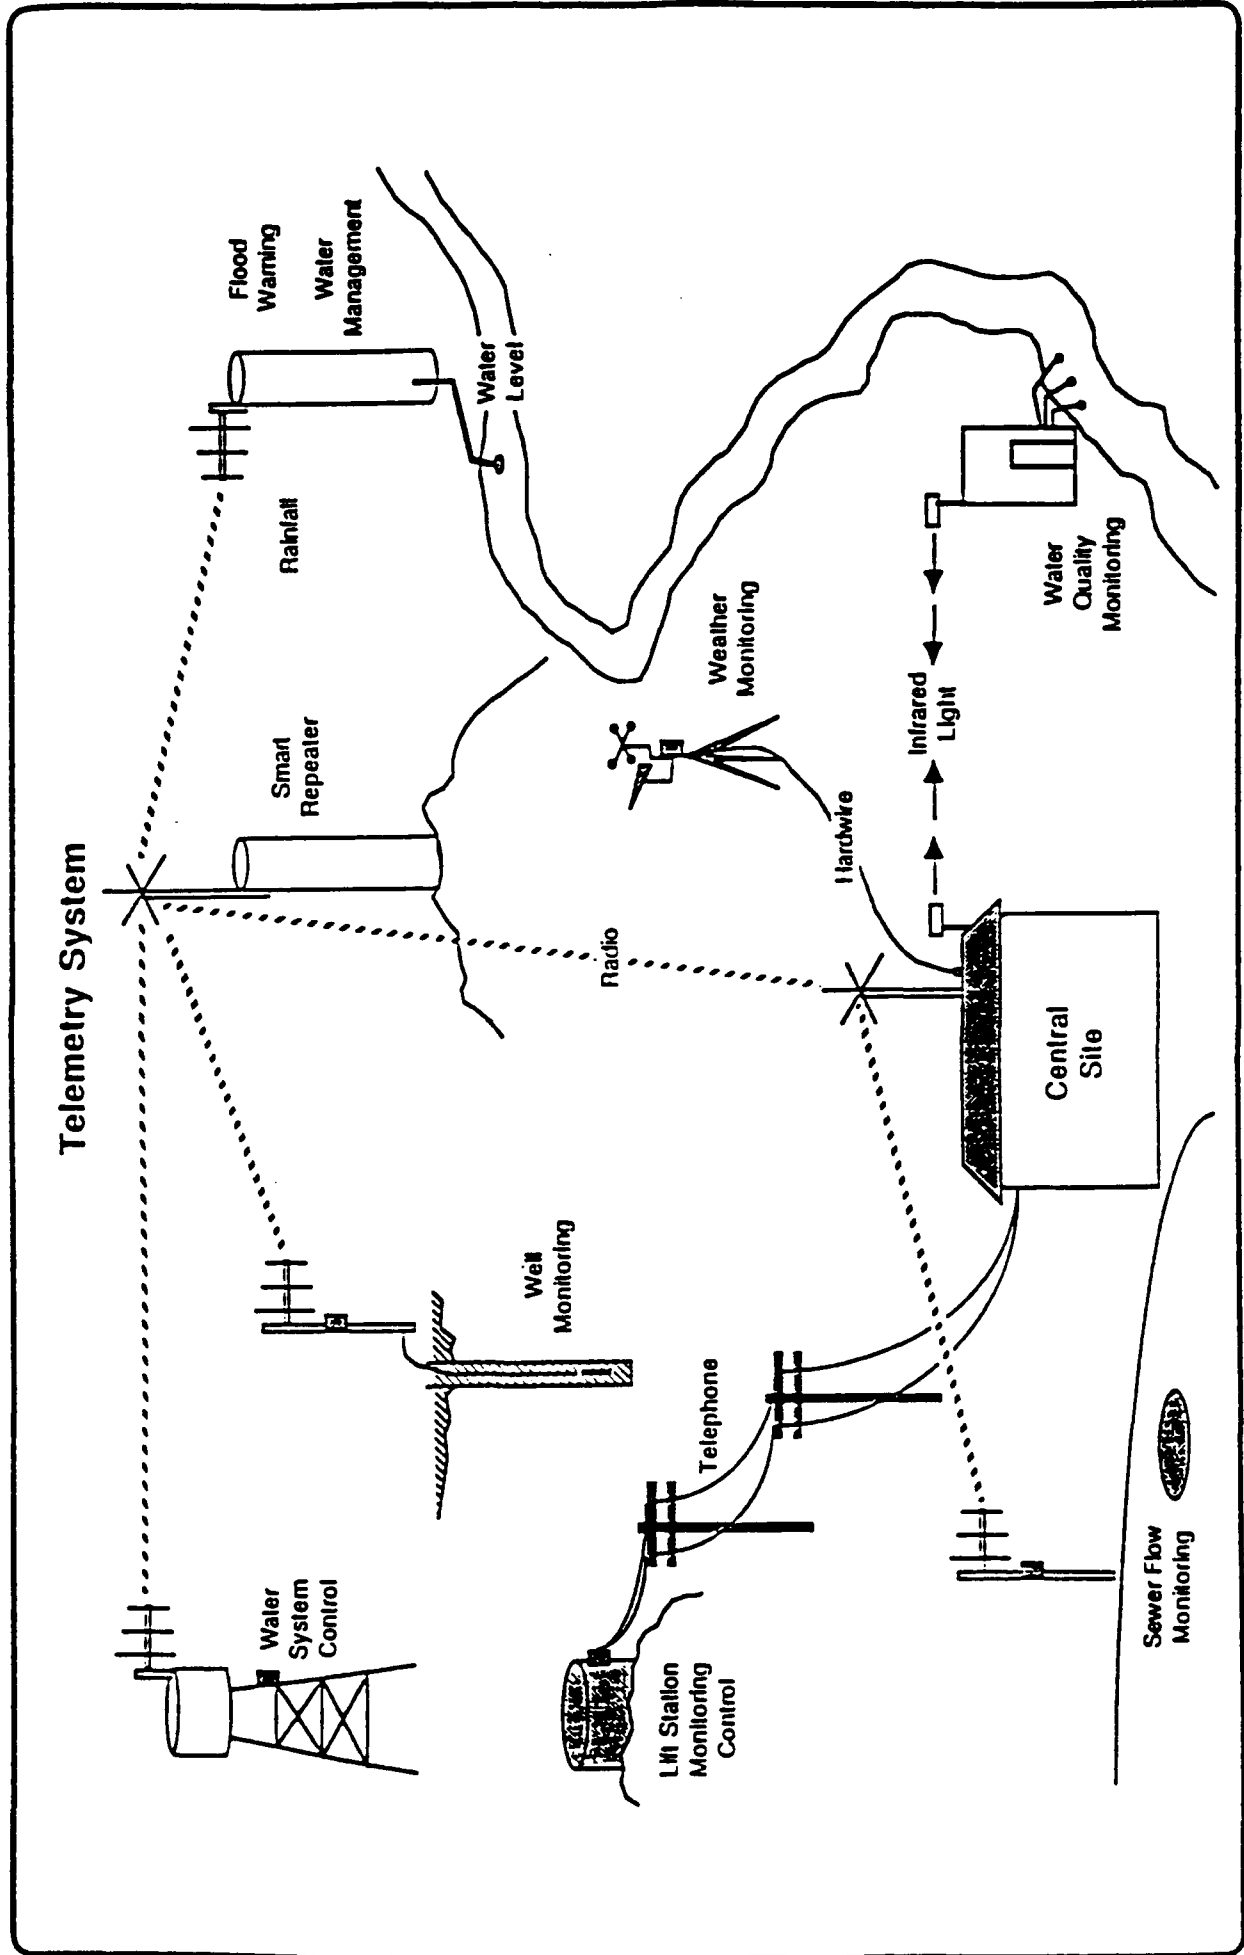 Telemetry System
Flood
Warning
Water
Management
Rainfall
Smart
Repeater
Water
System
Control
Water
Level
Well
Monitoring
Radio
Weather
Monitoring
Telephone
Hardwire
Lift Station
Monitoring
Control
Infrared
Light
Water
Quality
Monitoring
Central
Site
Sewer Flow
Monitoring